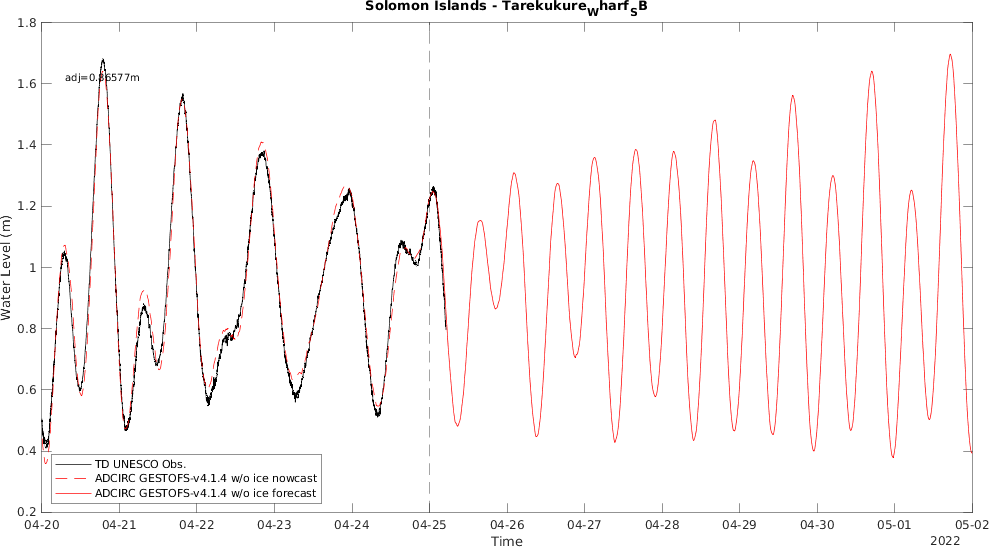 Solomon Islands - Tarekukure_Wharf_SB
1.8
1.6
1.4
1.2
1
0.8
0.6
0.4
0.2
Water Level (m)
adj=0.86577m
TD UNESCO Obs.
ADCIRC GESTOFS-v4.1.4 w/o ice nowcast
ADCIRC GESTOFS-v4.1.4 w/o ice forecast
04-20 04-21 04-22 04-23 04-24 04-25 04-26 04-27 04-28 04-29 04-30 05-01 05-02
Time
2022